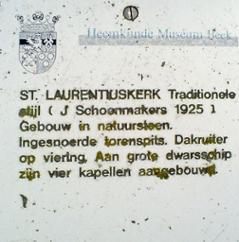 Heemkunde Museum Beek
ST. LAURENTIUSKERK Traditionele
stijl ( J Schoenmakers 1925 )
Gebouw in natuursteen.
Ingesnoerde torenspits. Dakruiter
op viering. Aan grote dwarsschip
zijn vier kapellen aangebouwd.